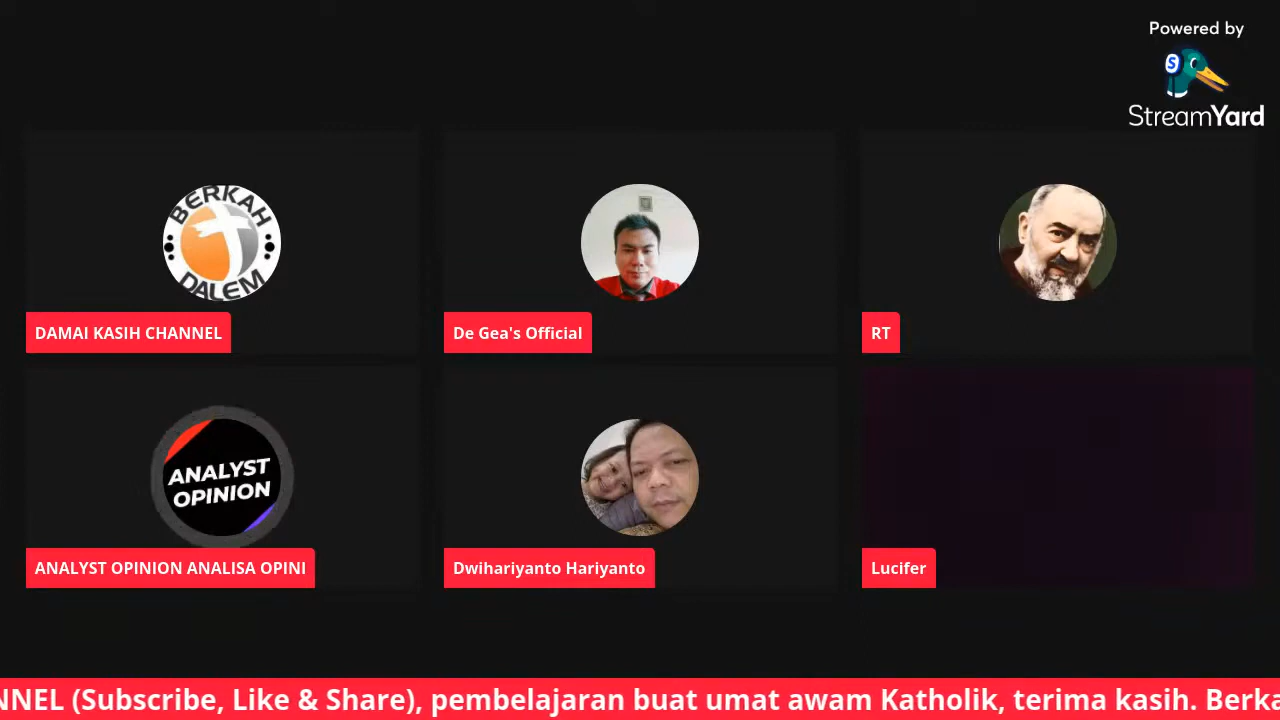 Powered by
StreamYard
BERKAH
DALEM
DAMAI KASIH CHANNEL
De Gea's Official
RT
ANALYST
OPINION
ANALYST OPINION ANALISA OPINI
Dwihariyanto Hariyanto
Lucifer
NNEL (Subscribe, Like & Share), pembelajaran buat umat awam Katholik, terima kasih. Berka